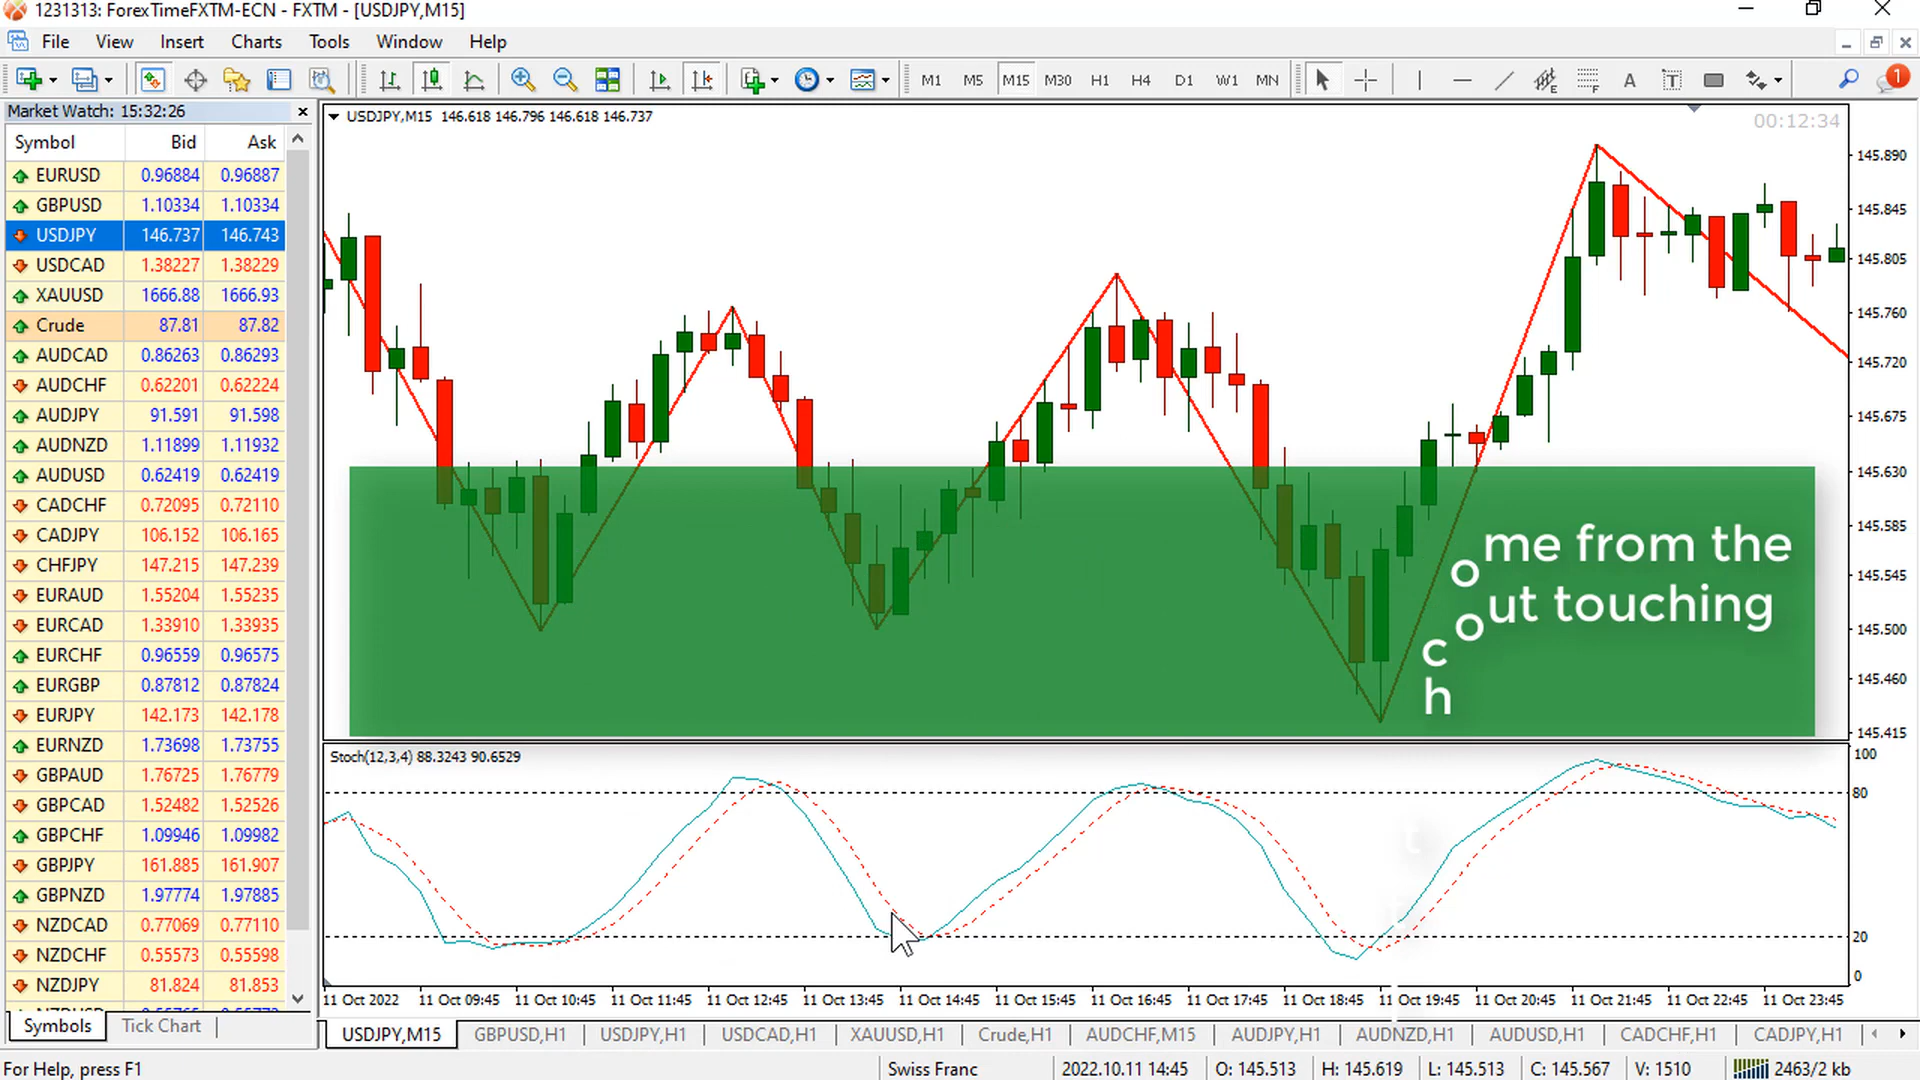 1231313: ForexTimeFXTM-ECN - FXTM - [USDJPY,M15]
File View Insert Charts Tools Window Help
M1 M5 M15 M30 H1 H4 D1 W1 MN
1
Market Watch: 15:32:26
Symbol Bid Ask
EURUSD 0.96884 0.96887
GBPUSD 1.10334 1.10334
USDJPY 146.737 146.743
USDCAD 1.38227 1.38229
XAUUSD 1666.88 1666.93
Crude 87.81 87.82
AUDCAD 0.86263 0.86293
AUDCHF 0.62201 0.62224
AUDJPY 91.591 91.598
AUDNZD 1.11899 1.11932
AUDUSD 0.62419 0.62419
CADCHF 0.72095 0.72110
CADJPY 106.152 106.165
CHFJPY 147.215 147.239
EURAUD 1.55204 1.55235
EURCAD 1.33910 1.33935
EURCHF 0.96559 0.96575
EURGBP 0.87812 0.87824
EURJPY 142.173 142.178
EURNZD 1.73698 1.73755
GBPAUD 1.76725 1.76779
GBPCAD 1.52482 1.52526
GBPCHF 1.09946 1.09982
GBPJPY 161.885 161.907
GBPNZD 1.97774 1.97885
NZDCAD 0.77069 0.77110
NZDCHF 0.55573 0.55598
NZDJPY 81.824 81.853
Symbols Tick Chart
USDJPY,M15 146.618 146.796 146.618 146.737
00:12:34
145.890
145.845
145.805
145.760
145.720
145.675
145.630
145.585
145.545
145.500
145.460
145.415
ome from the
out touching
c
h
t
Stoch(12,3,4) 88.3243 90.6529
100
80
20
0
11 Oct 2022 11 Oct 09:45 11 Oct 10:45 11 Oct 11:45 11 Oct 12:45 11 Oct 13:45 11 Oct 14:45 11 Oct 15:45 11 Oct 16:45 11 Oct 17:45 11 Oct 18:45 11 Oct 19:45 11 Oct 20:45 11 Oct 21:45 11 Oct 22:45 11 Oct 23:45
USDJPY,M15 GBPUSD,H1 USDJPY,H1 USDCAD,H1 XAUUSD,H1 Crude,H1 AUDCHF,M15 AUDJPY,H1 AUDNZD,H1 AUDUSD,H1 CADCHF,H1 CADJPY,H1
For Help, press F1 Swiss Franc 2022.10.11 14:45 O: 145.513 H: 145.619 L: 145.513 C: 145.567 V: 1510 2463/2 kb